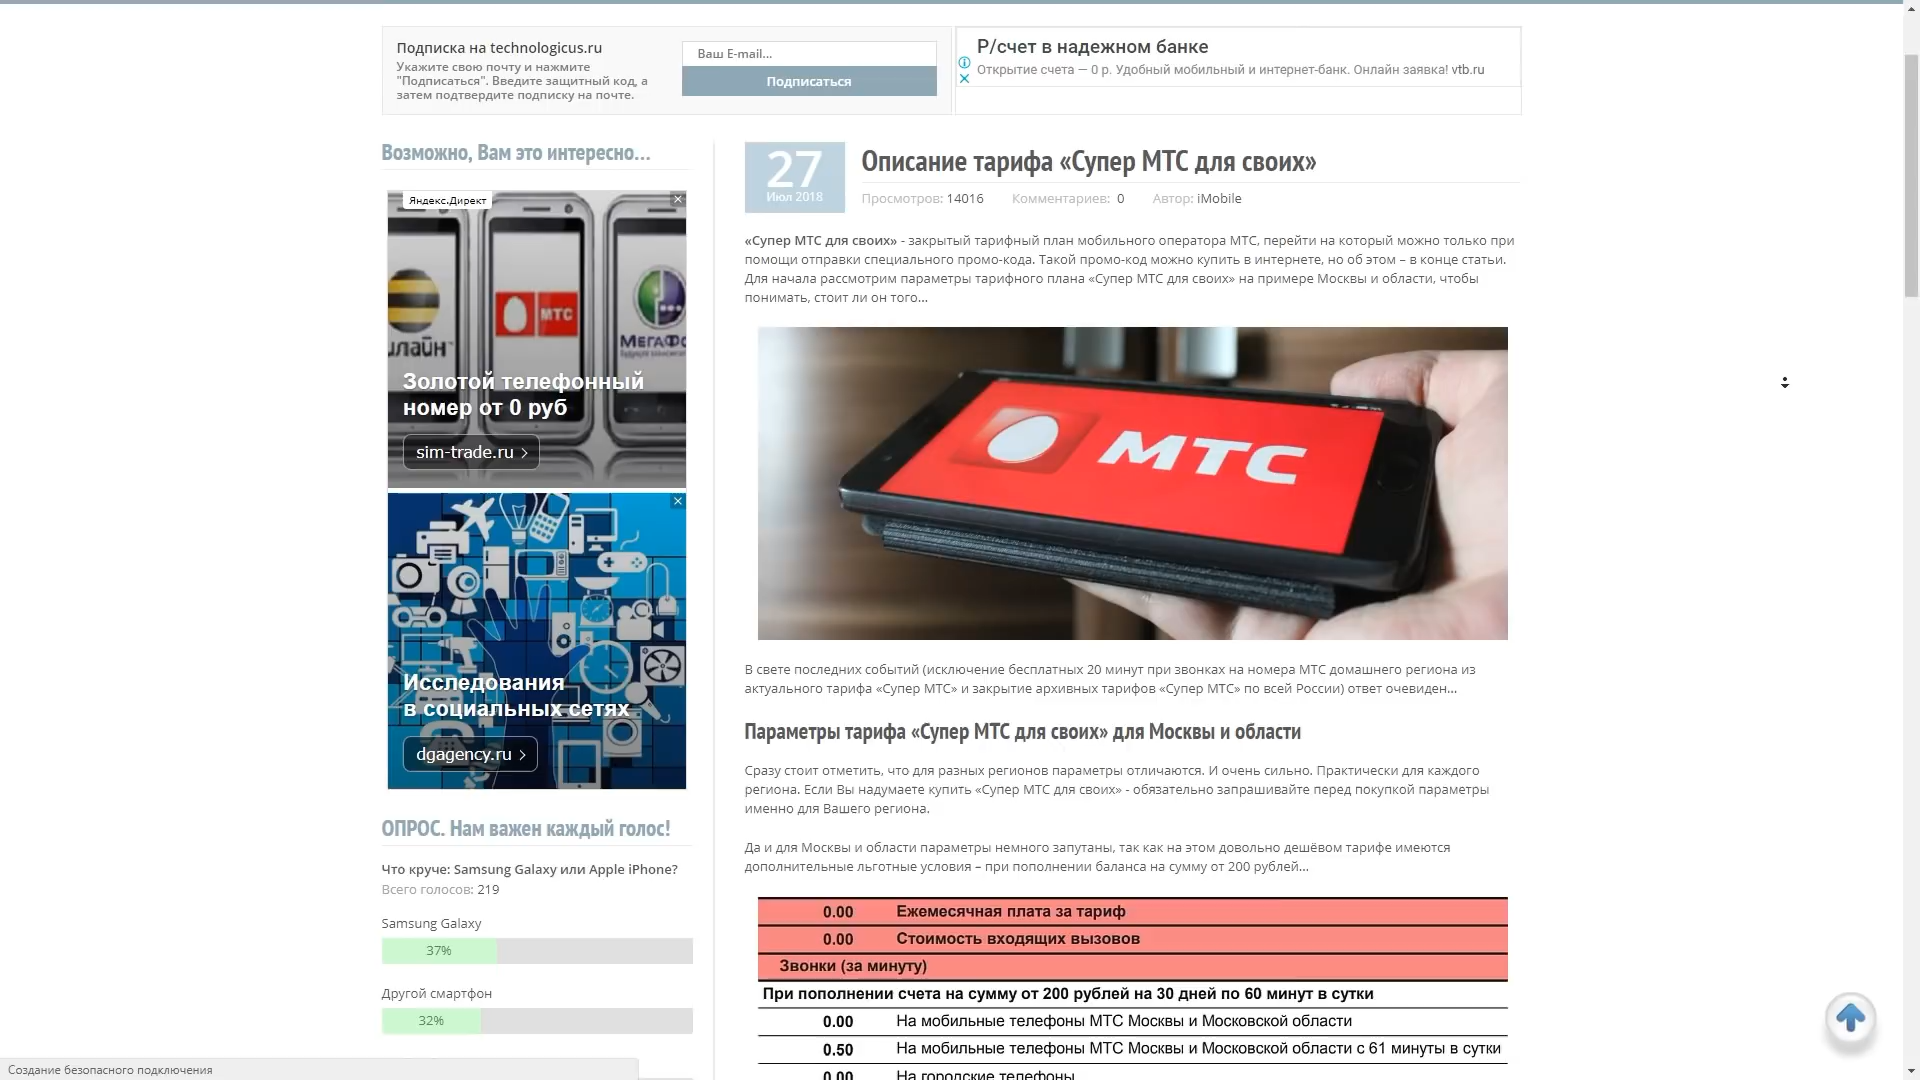 Подписка на technologicus.ru
Укажите свою почту и нажмите
"Подписаться". Введите защитный код, а
затем подтвердите подписку на почте.
Ваш E-mail...
Подписаться
Р/счет в надежном банке
Открытие счета — 0 р. Удобный мобильный и интернет-банк. Онлайн заявка! vtb.ru
Возможно, Вам это интересно...
Яндекс.Директ
МТС
Золотой телефонный
номер от 0 руб
sim-trade.ru >
Исследования
в социальных сетях
dgagency.ru >
ОПРОС. Нам важен каждый голос!
Что круче: Samsung Galaxy или Apple iPhone?
Всего голосов: 219
Samsung Galaxy
37%
Другой смартфон
32%
27
Июл 2018
Описание тарифа «Супер МТС для своих»
Просмотров: 14016 Комментариев: 0 Автор: iMobile
«Супер МТС для своих» - закрытый тарифный план мобильного оператора МТС, перейти на который можно только при
помощи отправки специального промо-кода. Такой промо-код можно купить в интернете, но об этом – в конце статьи.
Для начала рассмотрим параметры тарифного плана «Супер МТС для своих» на примере Москвы и области, чтобы
понимать, стоит ли он того...
МТС
В свете последних событий (исключение бесплатных 20 минут при звонках на номера МТС домашнего региона из
актуального тарифа «Супер МТС» и закрытие архивных тарифов «Супер МТС» по всей России) ответ очевиден...
Параметры тарифа «Супер МТС для своих» для Москвы и области
Сразу стоит отметить, что для разных регионов параметры отличаются. И очень сильно. Практически для каждого
региона. Если Вы надумаете купить «Супер МТС для своих» - обязательно запрашивайте перед покупкой параметры
именно для Вашего региона.
Да и для Москвы и области параметры немного запутаны, так как на этом довольно дешёвом тарифе имеются
дополнительные льготные условия – при пополнении баланса на сумму от 200 рублей...
0.00 Ежемесячная плата за тариф
0.00 Стоимость входящих вызовов
Звонки (за минуту)
При пополнении счета на сумму от 200 рублей на 30 дней по 60 минут в сутки
0.00 На мобильные телефоны МТС Москвы и Московской области
0.50 На мобильные телефоны МТС Москвы и Московской области с 61 минуты в сутки
0.00 На городские телефоны
Создание безопасного подключения